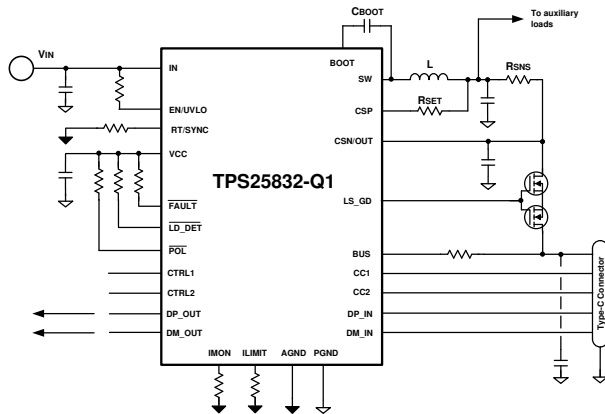 CBOOT
To auxiliary
loads
VIN
BOOT
IN
SW
L
RSNS
EN/UVLO
CSP
RSET
RT/SYNC
CSN/OUT
VCC
TPS25832-Q1
FAULT
LS_GD
LD_DET
POL
BUS
CTRL1
CC1
CTRL2
CC2
DP_OUT
DP_IN
DM_OUT
DM_IN
Type-C Connector
IMON
ILIMIT
AGND
PGND